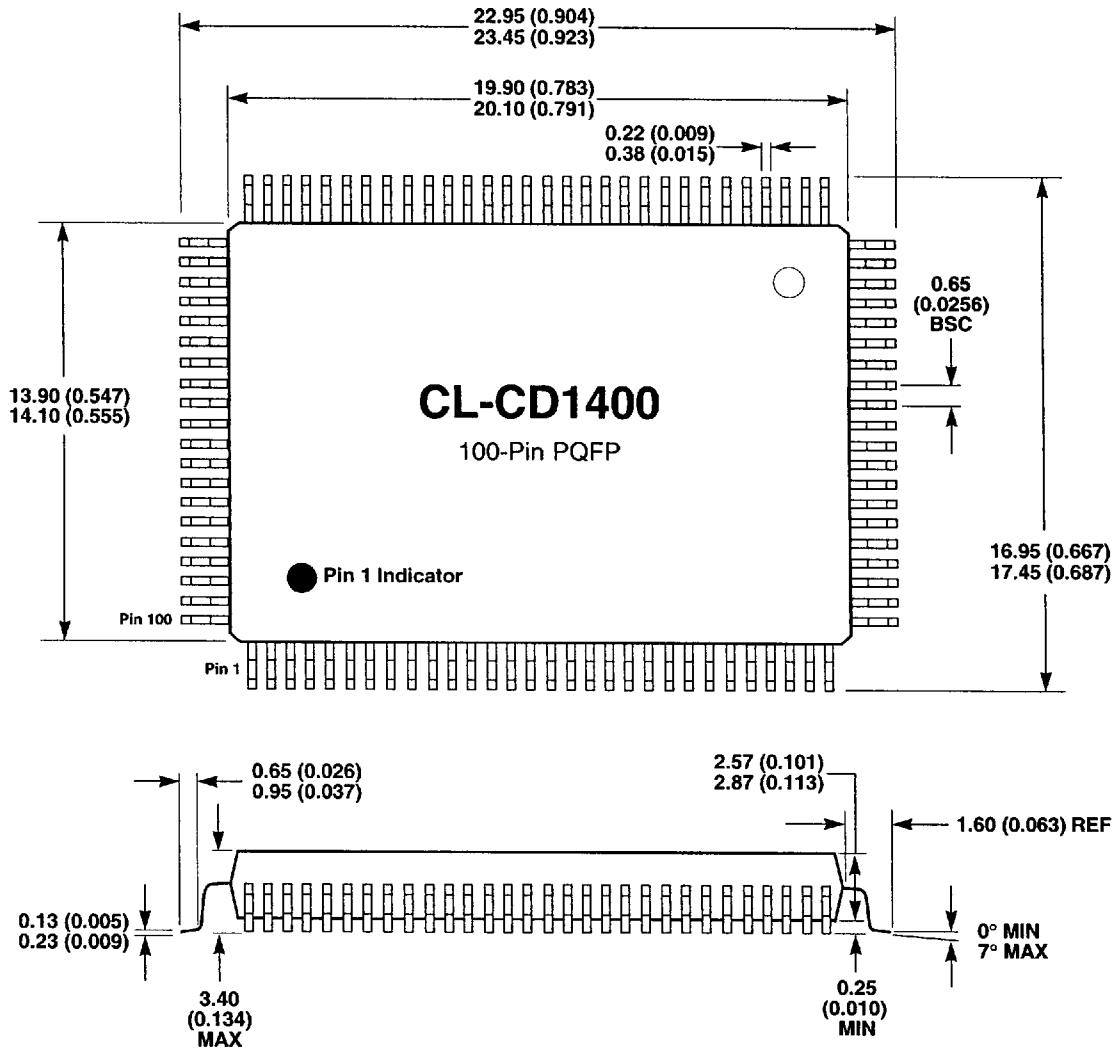 22.95 (0.904)
23.45 (0.923)
19.90 (0.783)
20.10 (0.791)
0.22 (0.009)
0.38 (0.015)
0.65
(0.0256)
BSC
13.90 (0.547)
14.10 (0.555)
CL-CD1400
100-Pin PQFP
16.95 (0.667)
17.45 (0.687)
Pin 1 Indicator
Pin 100
Pin 1
0.65 (0.026)
0.95 (0.037)
2.57 (0.101)
2.87 (0.113)
1.60 (0.063) REF
0.13 (0.005)
0.23 (0.009)
0° MIN
7° MAX
3.40
(0.134)
MAX
0.25
(0.010)
MIN